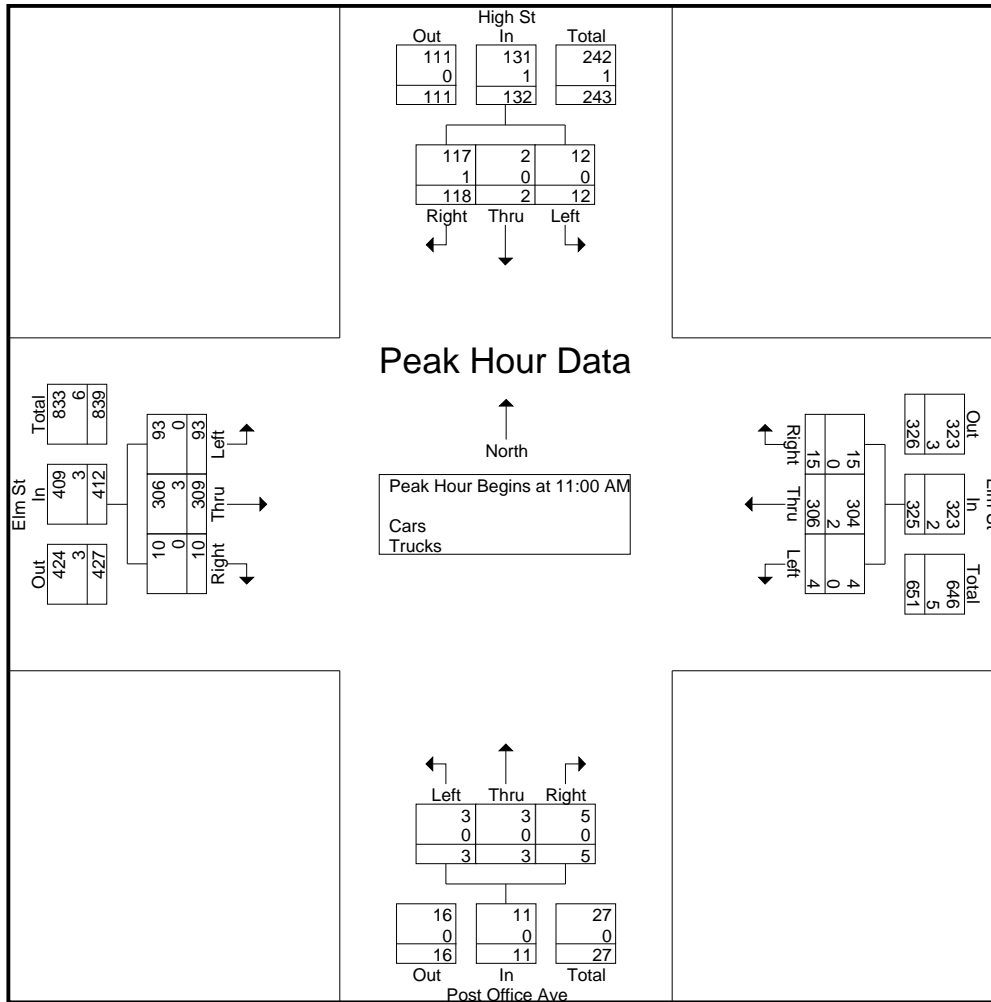 High St
Out In Total
111 131 242
0 1 1
111 132 243
117 2 12
1 0 0
118 2 12
Right Thru Left
Peak Hour Data
North
Peak Hour Begins at 11:00 AM
Cars
Trucks
Elm St
Out In Total
424 409 833
3 3 6
427 412 839
Right Thru Left
10 306 93
0 3 0
10 309 93
Out In Total
323 323 646
3 2 5
326 325 651
15 304 4
0 2 0
15 306 4
Right Thru Left
Left Thru Right
3 3 5
0 0 0
3 3 5
16 11 27
0 0 0
16 11 27
Out In Total
Post Office Ave